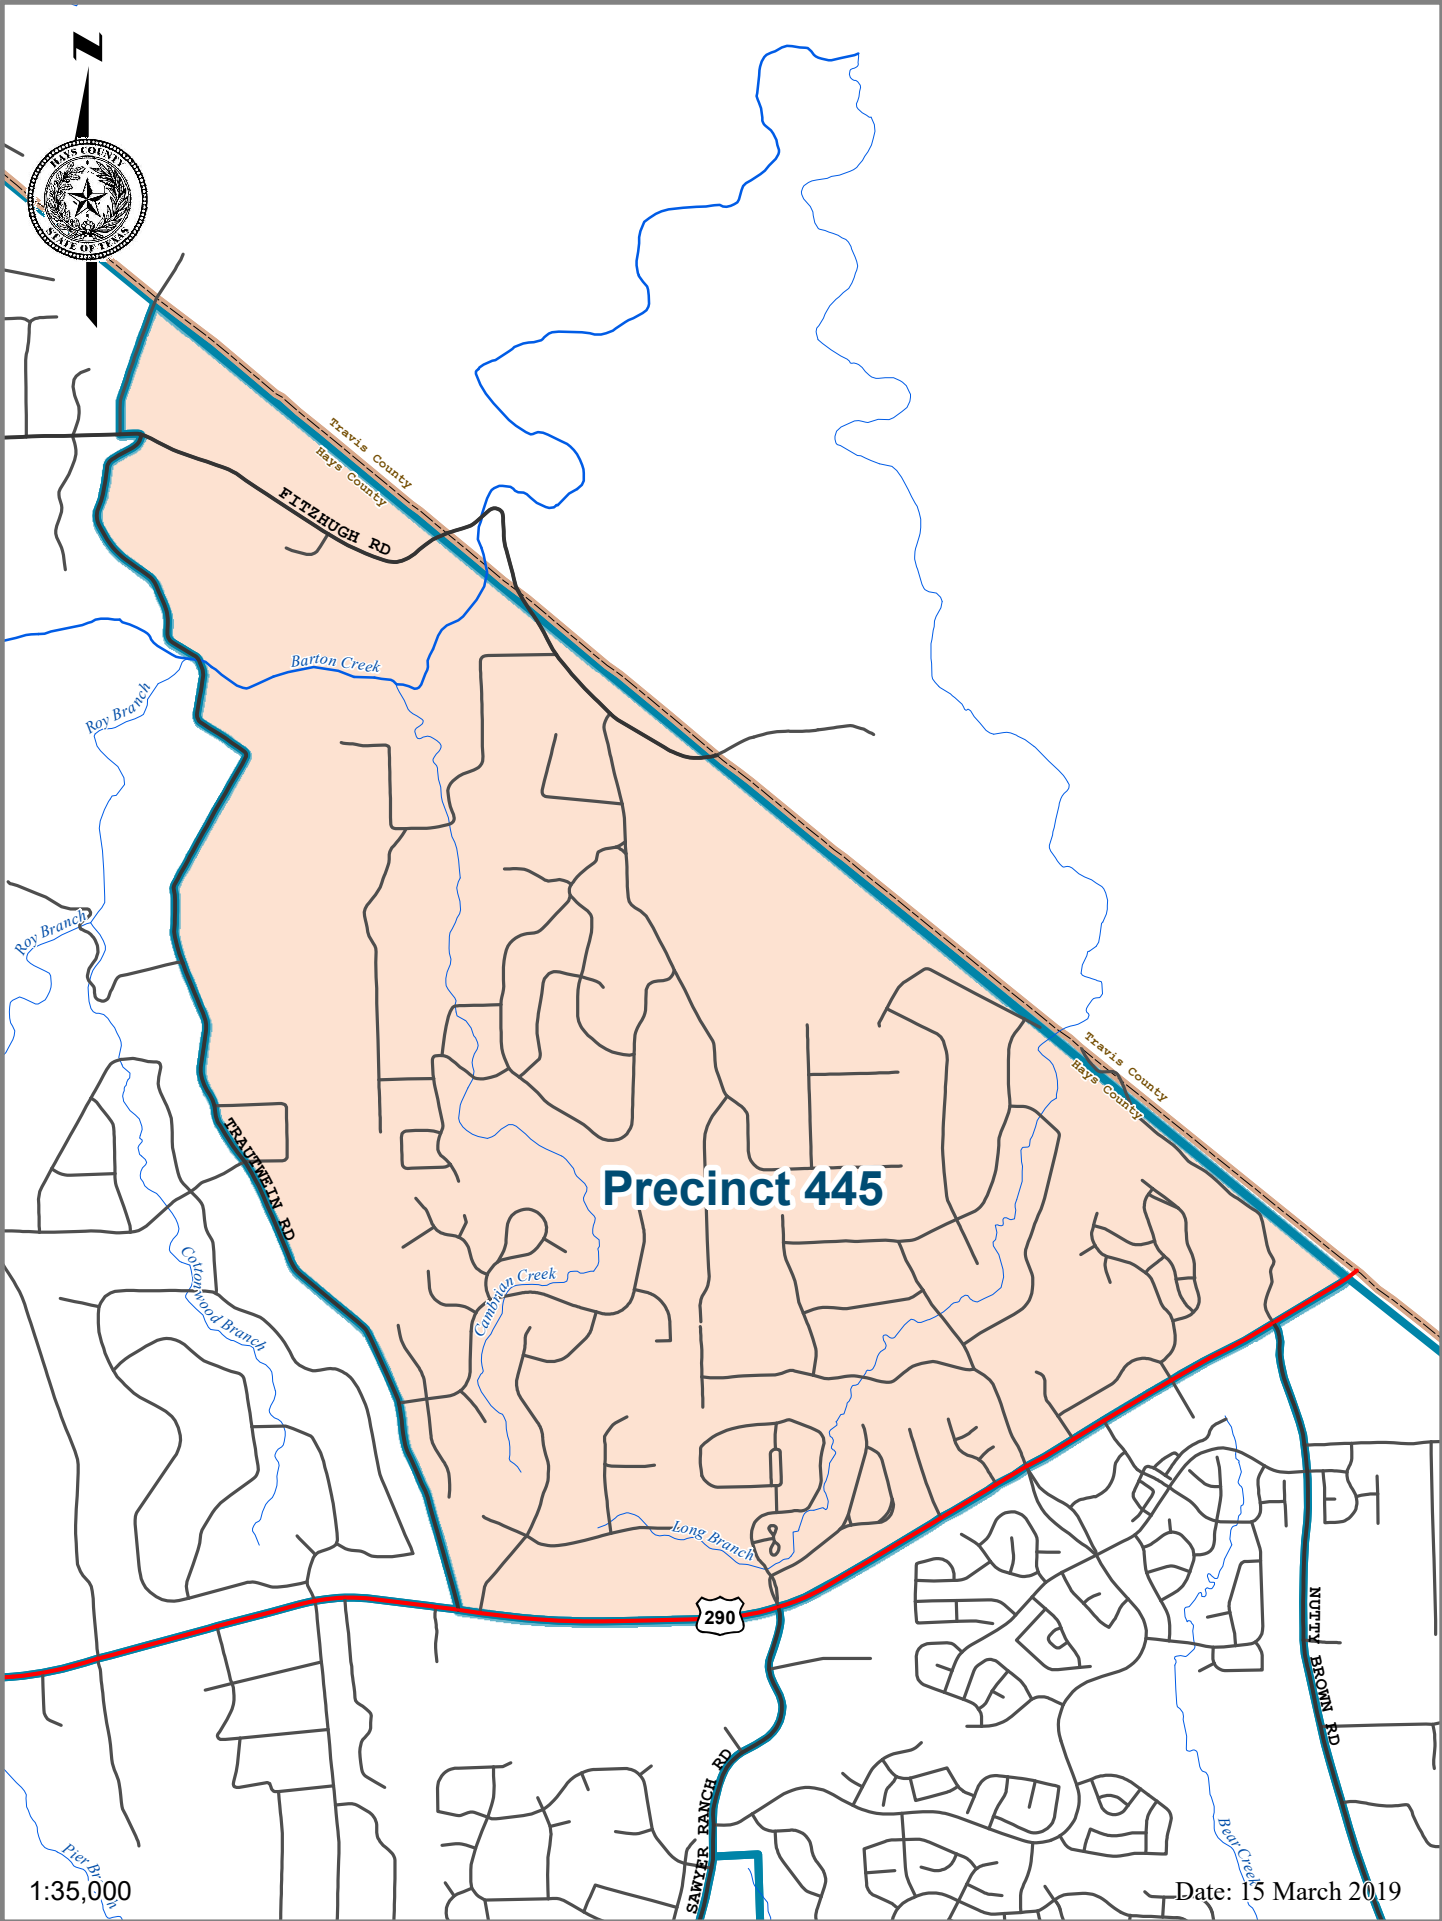 N
HAYS COUNTY
STATE OF TEXAS
Travis County
Hays County
FITZHUGH RD
Barton Creek
Roy Branch
Roy Branch
Travis County
Hays County
TRAUTWEIN RD
Precinct 445
Cottonwood Branch
Cambrian Creek
Long Branch
290
NUTTY BROWN RD
SAWYER RANCH RD
Bear Creek
Pier Branch
1:35,000
Date: 15 March 2019